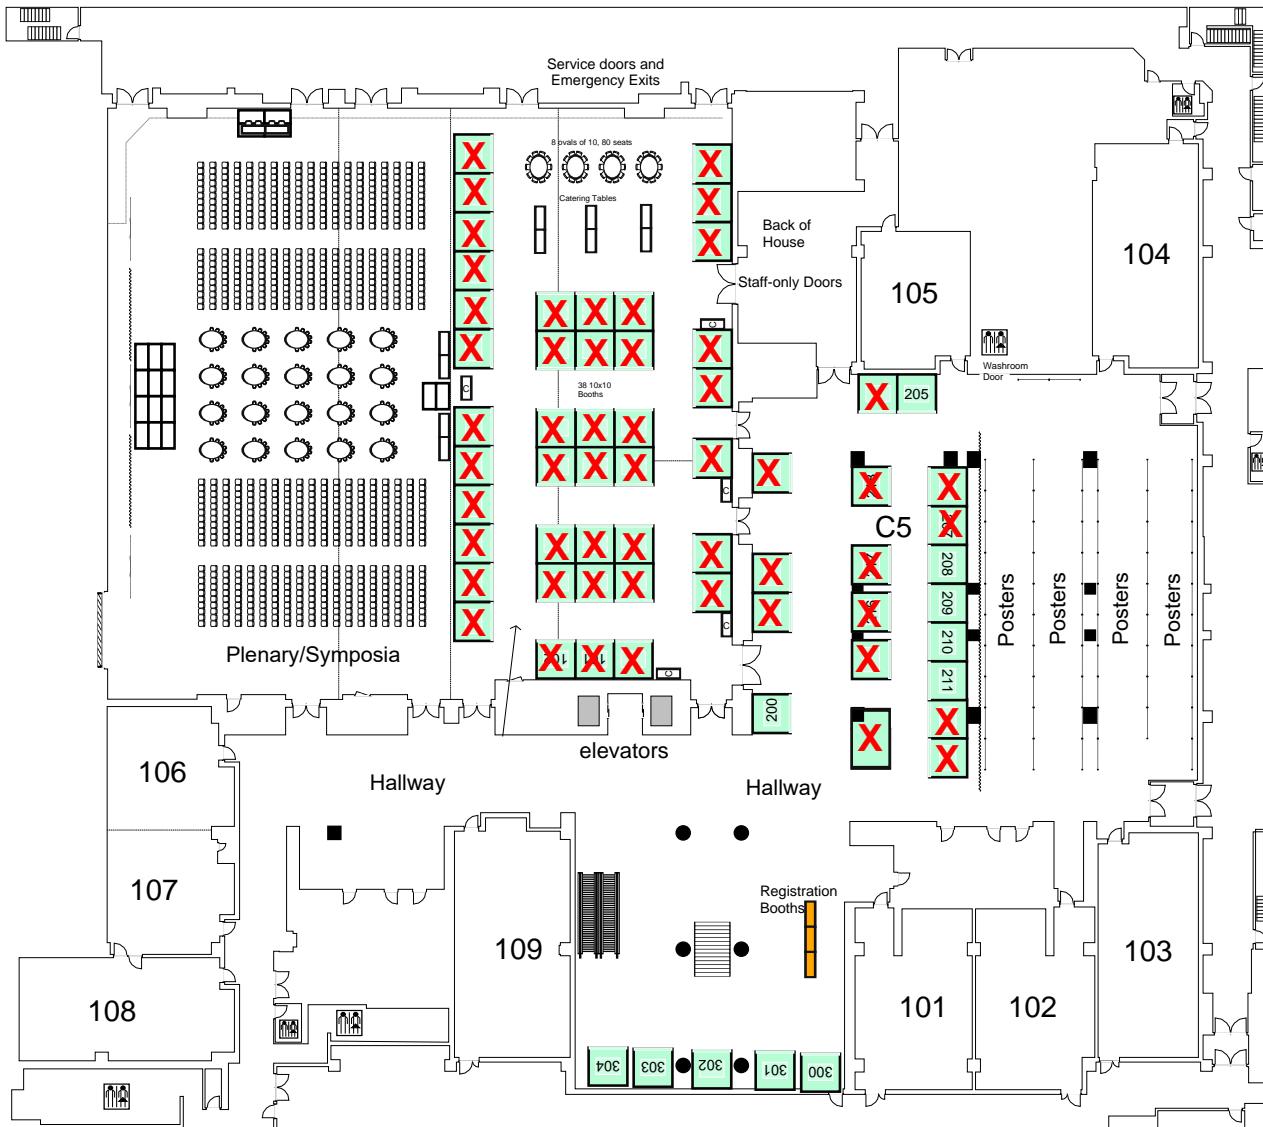 Service doors and
Emergency Exits
8 ovals of 10, 80 seats
Catering Tables
Back of
House
Staff-only Doors
104
105
Washroom
Door
C
C
38 10x10
Booths
205
C
C5
208
209
210
211
Posters
Posters
Posters
Posters
C
Plenary/Symposia
C
200
elevators
Hallway
Hallway
106
107
108
109
Registration
Booths
101
102
103
304
303
302
301
300